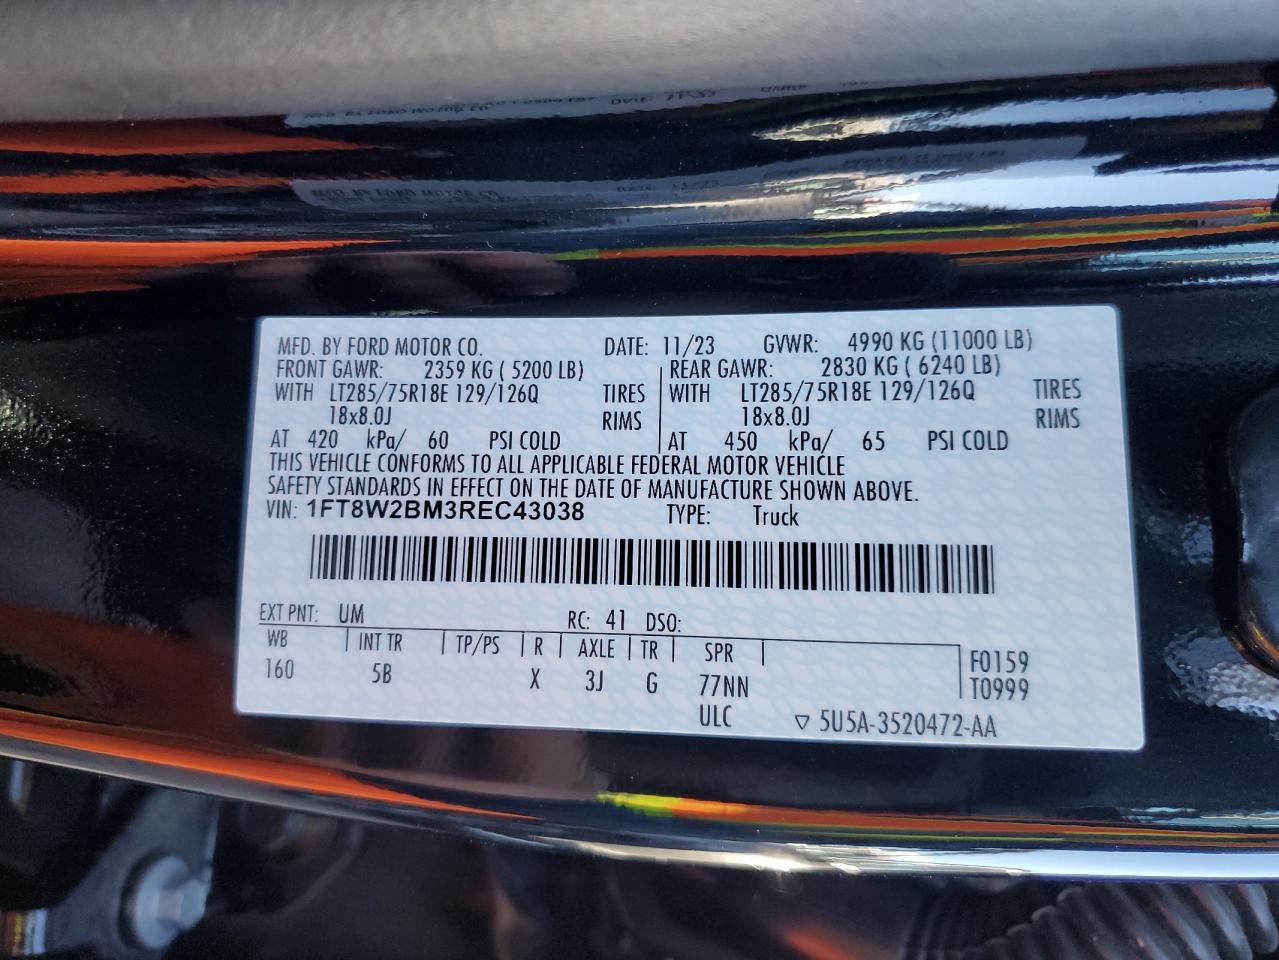 MFD. BY FORD MOTOR CO. DATE: 11/23 GVWR: 4990 KG (11000 LB)
FRONT GAWR: 2359 KG ( 5200 LB) REAR GAWR: 2830 KG ( 6240 LB)
WITH LT285/75R18E 129/126Q TIRES WITH LT285/75R18E 129/126Q TIRES
18x8.0J RIMS 18x8.0J RIMS
AT 420 kPa/ 60 PSI COLD AT 450 kPa/ 65 PSI COLD
THIS VEHICLE CONFORMS TO ALL APPLICABLE FEDERAL MOTOR VEHICLE
SAFETY STANDARDS IN EFFECT ON THE DATE OF MANUFACTURE SHOWN ABOVE.
VIN: 1FT8W2BM3REC43038 TYPE: Truck
EXT PNT: UM RC: 41 DSO:
WB INT TR TP/PS R AXLE TR SPR F0159
160 5B X 3J G 77NN T0999
ULC ▽ 5U5A-3520472-AA